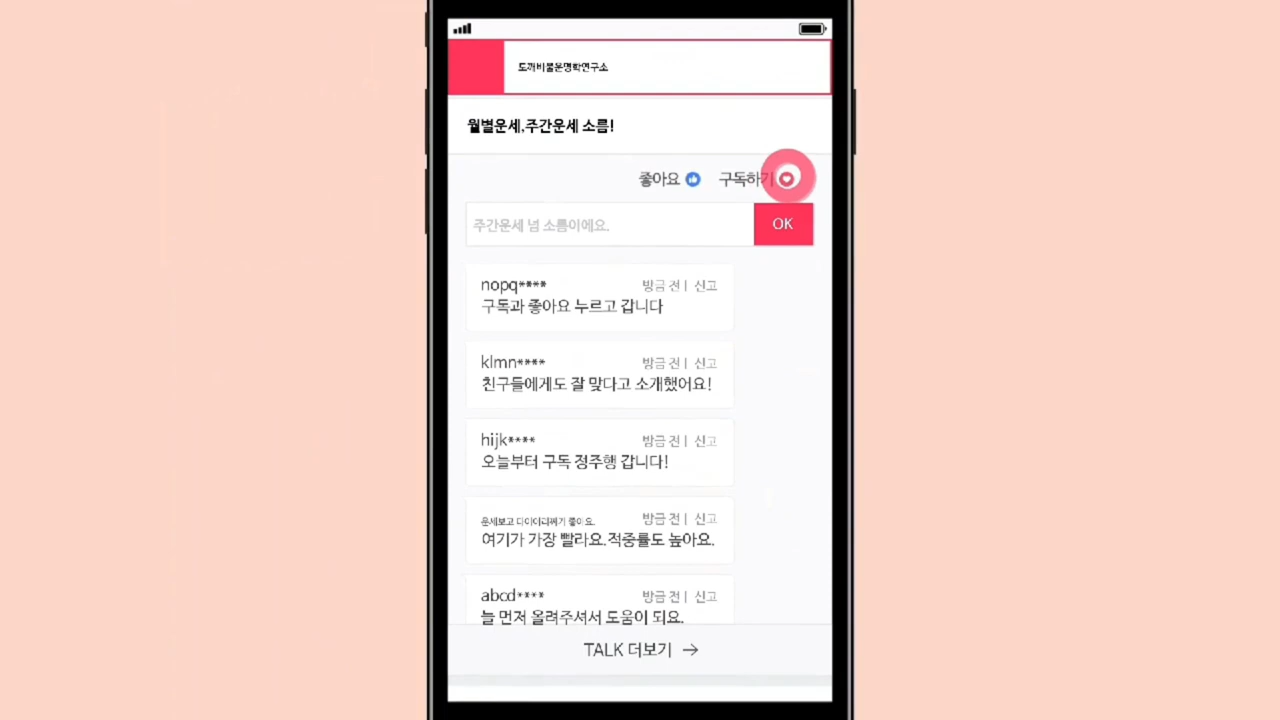 도깨비불운명학연구소
월별운세,주간운세 소름!
좋아요 구독하기
주간운세 넘 소름이에요.
OK
nopq**** 방금 전 | 신고
구독과 좋아요 누르고 갑니다
klmn**** 방금 전 | 신고
친구들에게도 잘 맞다고 소개했어요!
hijk**** 방금 전 | 신고
오늘부터 구독 정주행 갑니다!
운세보고 다이어리짜기 좋아요. 방금 전 | 신고
여기가 가장 빨라요.적중률도 높아요.
abcd**** 방금 전 | 신고
늘 먼저 올려주셔서 도움이 되요.
TALK 더보기 →